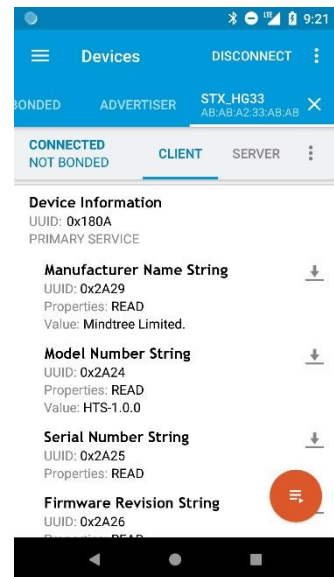 LTE 9:21
Devices DISCONNECT
BONDED ADVERTISER STX_HG33
AB:AB:A2:33:AB:AB
CONNECTED
NOT BONDED CLIENT SERVER
Device Information
UUID: 0x180A
PRIMARY SERVICE
Manufacturer Name String
UUID: 0x2A29
Properties: READ
Value: Mindtree Limited.
Model Number String
UUID: 0x2A24
Properties: READ
Value: HTS-1.0.0
Serial Number String
UUID: 0x2A25
Properties: READ
Firmware Revision String
UUID: 0x2A26